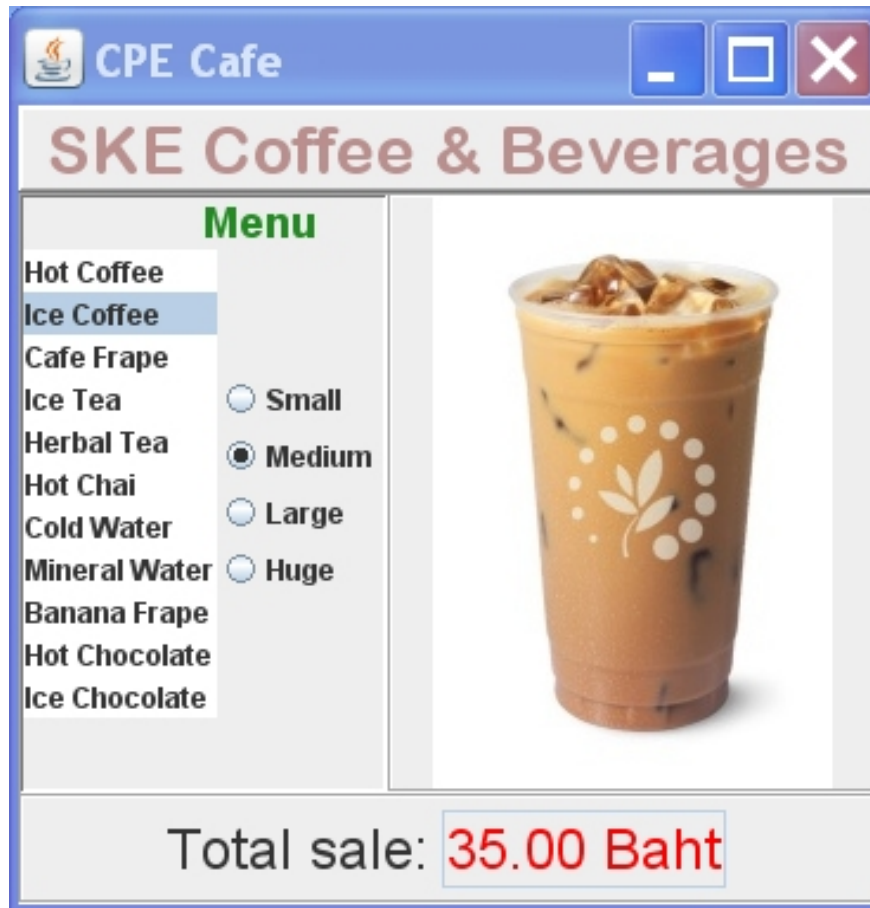 CPE Cafe
SKE Coffee & Beverages
Menu
Hot Coffee
Ice Coffee
Cafe Frape
Ice Tea
Herbal Tea
Hot Chai
Cold Water
Mineral Water
Banana Frape
Hot Chocolate
Ice Chocolate
Small
Medium
Large
Huge
Total sale: 35.00 Baht